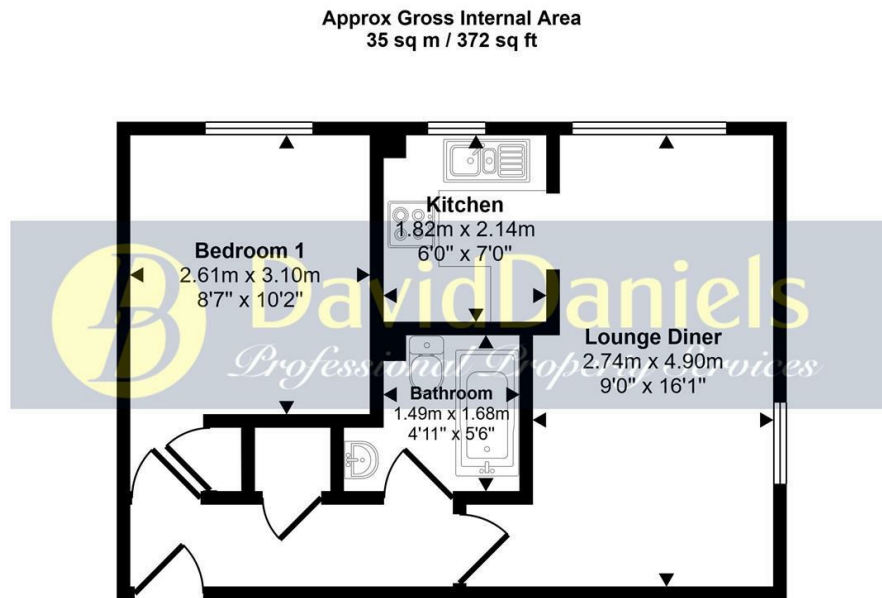 Approx Gross Internal Area
35 sq m / 372 sq ft
Kitchen
1.82m x 2.14m
6'0" x 7'0"
Bedroom 1
2.61m x 3.10m
8'7" x 10'2"
DD DavidDaniels
Professional Property Services
Lounge Diner
2.74m x 4.90m
9'0" x 16'1"
Bathroom
1.49m x 1.68m
4'11" x 5'6"